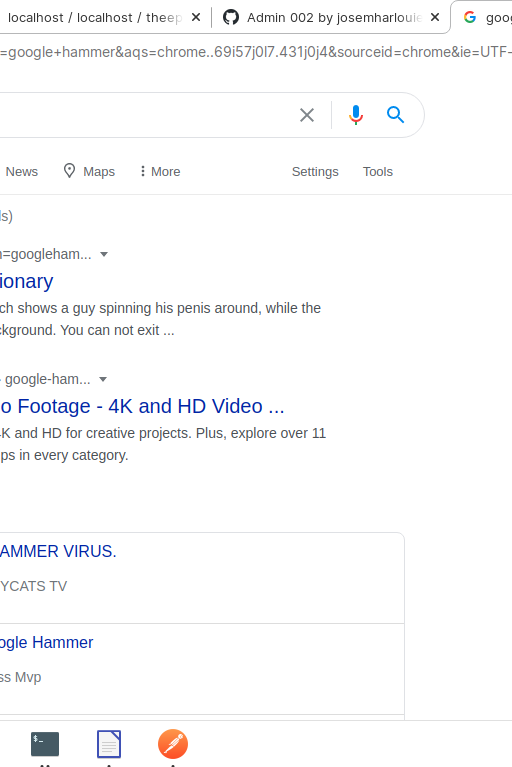 localhost / localhost / theep
Admin 002 by josemharlouie
goog
=google+hammer&aqs=chrome..69i57j0l7.431j0j4&sourceid=chrome&ie=UTF-
News Maps More Settings Tools
ls)
n=googleham...
ionary
ch shows a guy spinning his penis around, while the
ckground. You can not exit ...
google-ham...
o Footage - 4K and HD Video ...
4K and HD for creative projects. Plus, explore over 11
ps in every category.
AMMER VIRUS.
YCATS TV
ogle Hammer
ss Mvp
$_